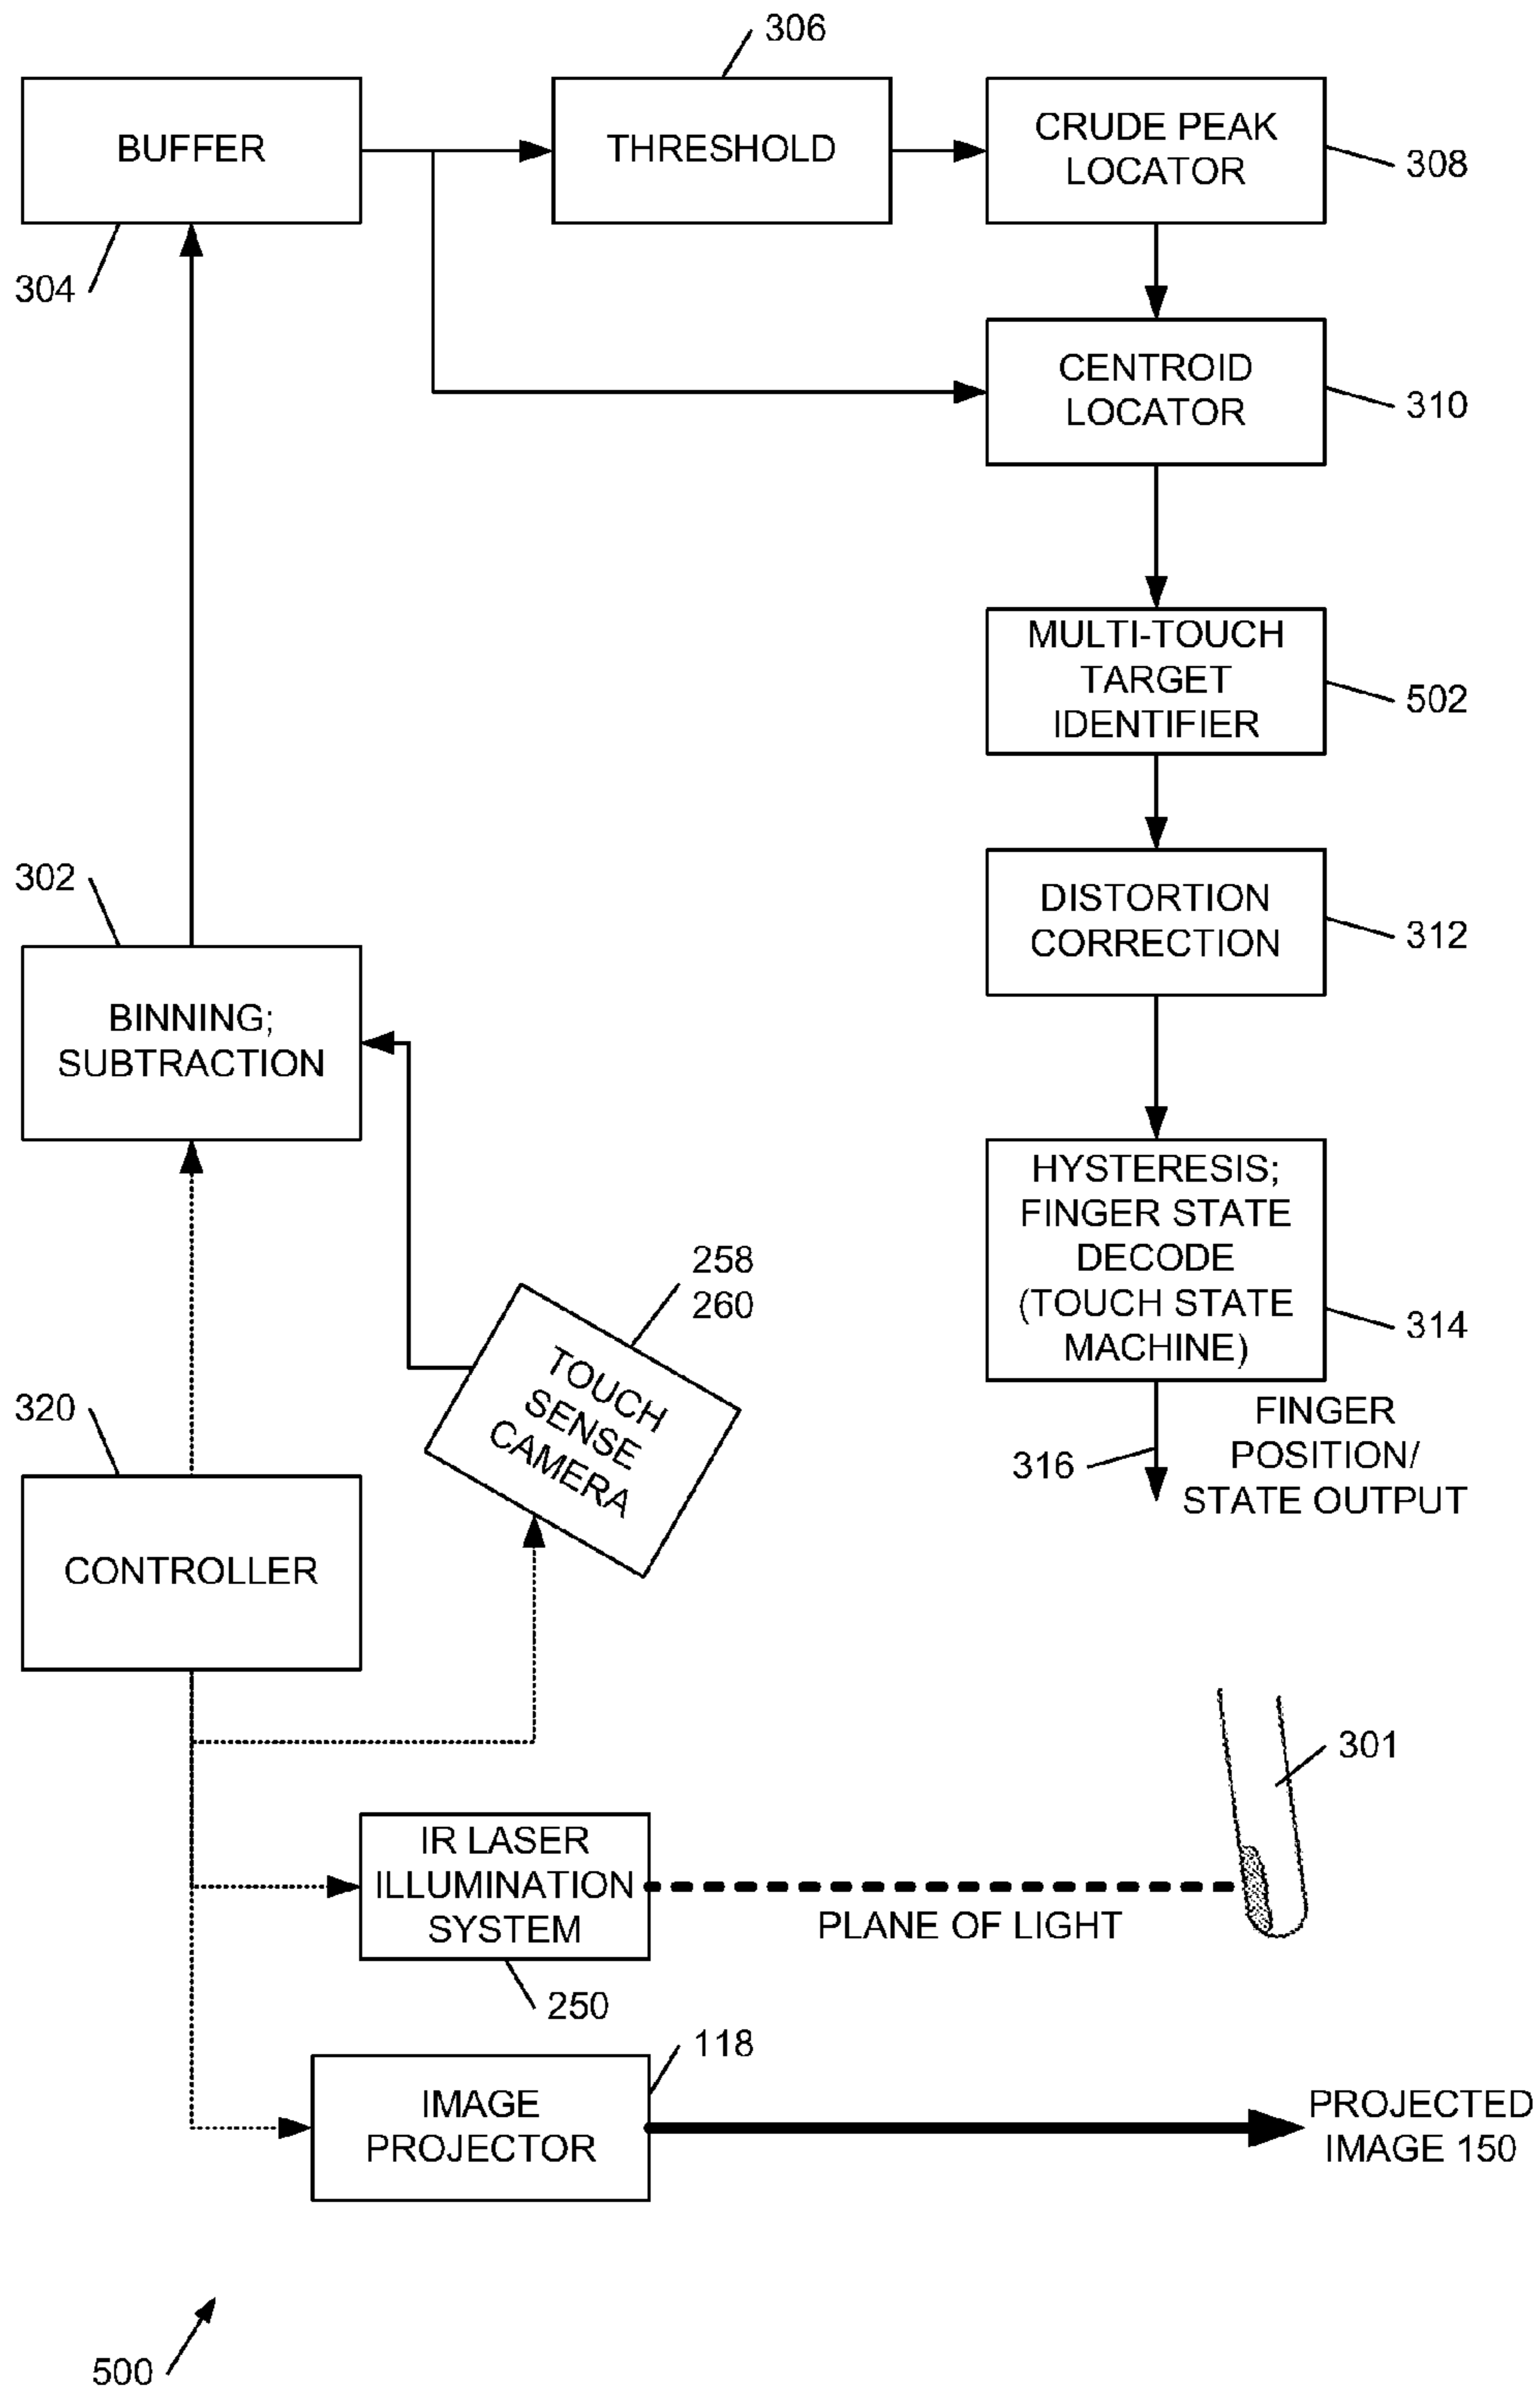 306
BUFFER
THRESHOLD
CRUDE PEAK
LOCATOR
308
304
CENTROID
LOCATOR
310
MULTI-TOUCH
TARGET
IDENTIFIER
502
302
DISTORTION
CORRECTION
312
BINNING;
SUBTRACTION
HYSTERESIS;
FINGER STATE
DECODE
(TOUCH STATE
MACHINE)
314
258
260
TOUCH
SENSE
CAMERA
320
CONTROLLER
316
FINGER
POSITION/
STATE OUTPUT
301
IR LASER
ILLUMINATION
SYSTEM
PLANE OF LIGHT
250
118
IMAGE
PROJECTOR
PROJECTED
IMAGE 150
500